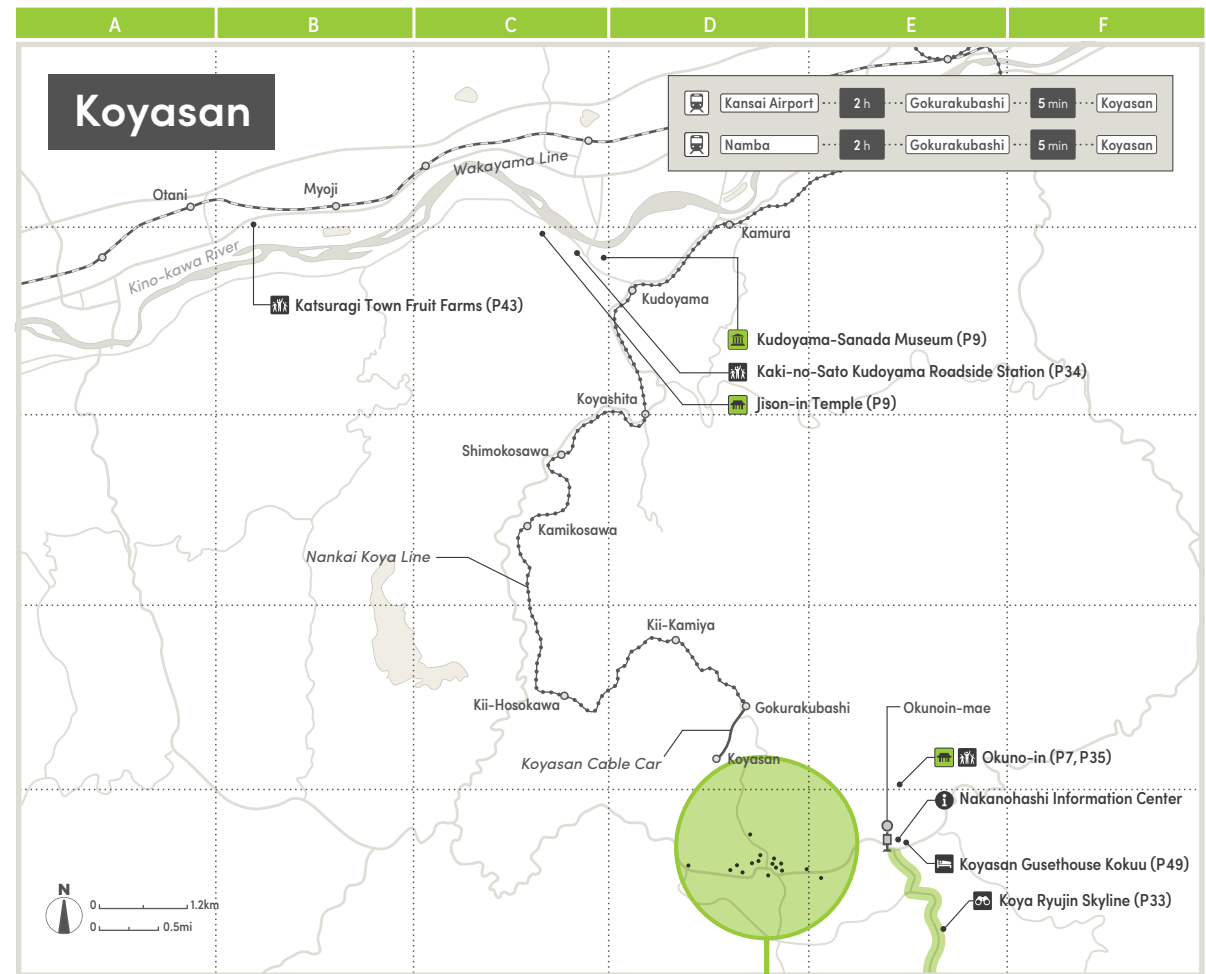 A B C D E F
Koyasan
Kansai Airport 2 h Gokurakubashi 5 min Koyasan
Namba 2 h Gokurakubashi 5 min Koyasan
Wakayama Line
Otani
Myoji
Kamura
Kino-kawa River
Kudoyama
Katsuragi Town Fruit Farms (P43)
Kudoyama-Sanada Museum (P9)
Kaki-no-Sato Kudoyama Roadside Station (P34)
Jison-in Temple (P9)
Koyashita
Shimokosawa
Kamikosawa
Nankai Koya Line
Kii-Kamiya
Kii-Hosokawa
Gokurakubashi
Okunoin-mae
Koyasan Cable Car
Koyasan
Okuno-in (P7, P35)
Nakanohashi Information Center
Koyasan Gusethouse Kokuu (P49)
Koya Ryujin Skyline (P33)
N
0 1.2km
0 0.5mi